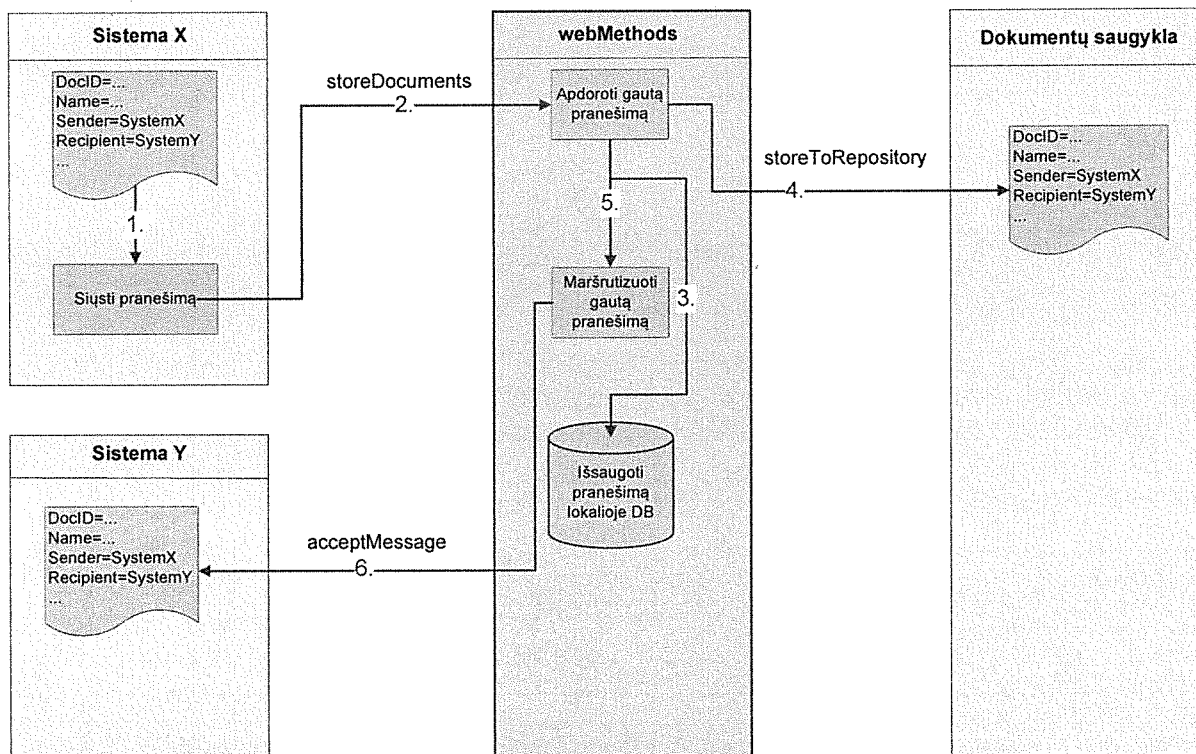 Sistema X
DocID=...
Name=...
Sender=SystemX
Recipient=SystemY
...
1.
Siųsti pranešimą
storeDocuments
2.
webMethods
Apdoroti gautą
pranešimą
5.
Maršrutizuoti
gautą
pranešimą
3.
Išsaugoti
pranešimą
lokalioje DB
storeToRepository
4.
Dokumentų saugykla
DocID=...
Name=...
Sender=SystemX
Recipient=SystemY
...
Sistema Y
DocID=...
Name=...
Sender=SystemX
Recipient=SystemY
...
acceptMessage
6.